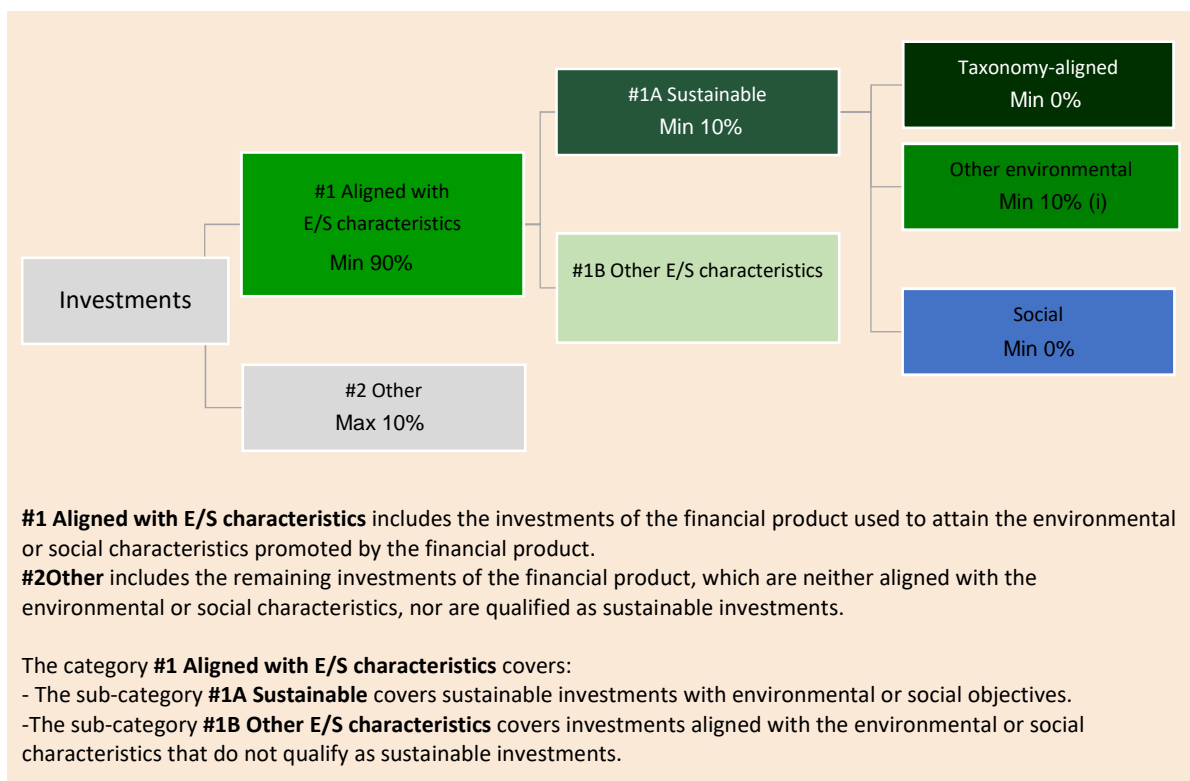 Investments
#1 Aligned with
E/S characteristics
Min 90%
#2 Other
Max 10%
#1A Sustainable
Min 10%
#1B Other E/S characteristics
Taxonomy-aligned
Min 0%
Other environmental
Min 10% (i)
Social
Min 0%
#1 Aligned with E/S characteristics includes the investments of the financial product used to attain the environmental
or social characteristics promoted by the financial product.
#2Other includes the remaining investments of the financial product, which are neither aligned with the
environmental or social characteristics, nor are qualified as sustainable investments.
The category #1 Aligned with E/S characteristics covers:
- The sub-category #1A Sustainable covers sustainable investments with environmental or social objectives.
-The sub-category #1B Other E/S characteristics covers investments aligned with the environmental or social
characteristics that do not qualify as sustainable investments.